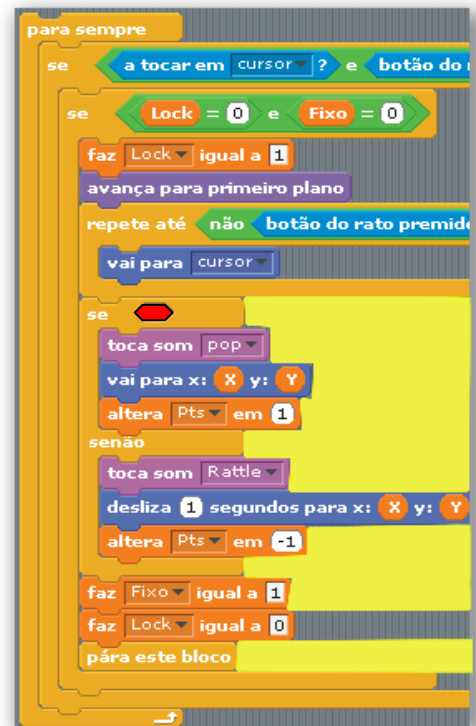 para sempre
se a tocar em cursor ? e botão do
se Lock = 0 e Fixo = 0
faz Lock igual a 1
avança para primeiro plano
repete até não botão do rato premido
vai para cursor
se
toca som pop
vai para x: X y: Y
altera Pts em 1
senão
toca som Rattle
desliza 1 segundos para x: X y: Y
altera Pts em -1
faz Fixo igual a 1
faz Lock igual a 0
pára este bloco